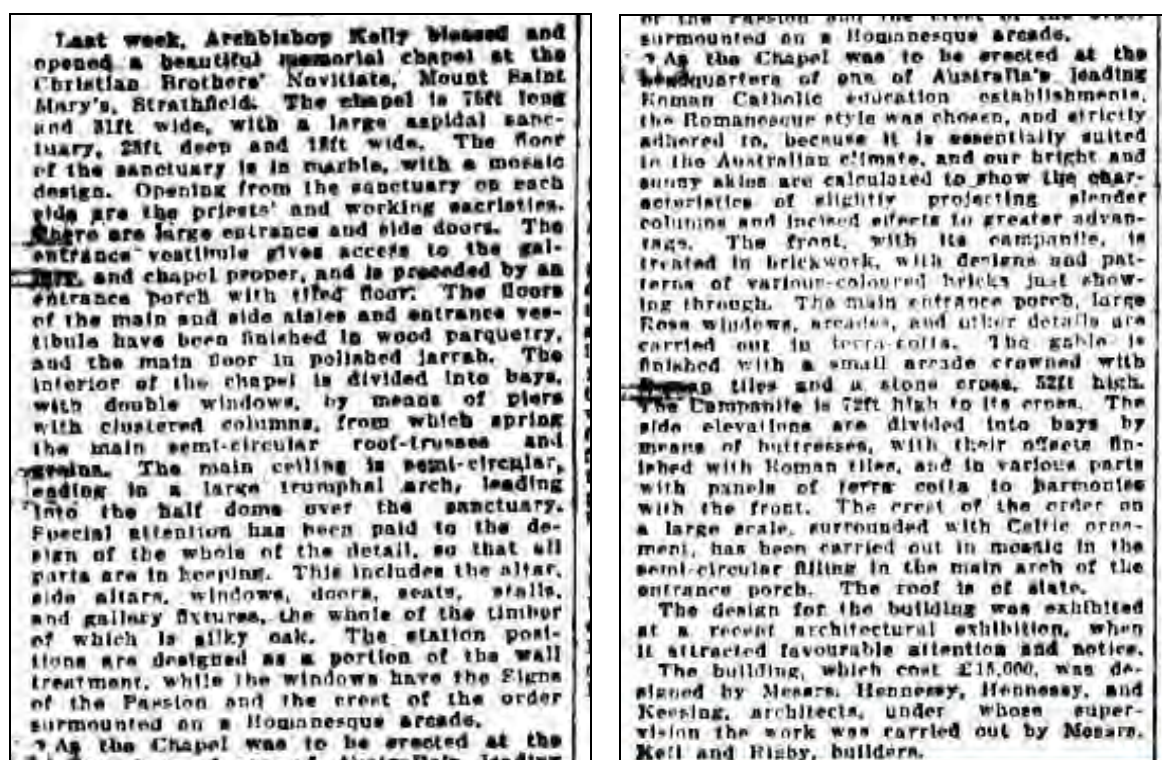 Last week, Archbishop Kelly blessed and
opened a beautiful memorial chapel at the
Christian Brothers' Novitiate, Mount Saint
Mary's, Strathfield. The chapel is 75ft long
and 31ft wide, with a large aspidal sanc-
tuary, 25ft deep and 18ft wide. The floor
of the sanctuary is in marble, with a mosaic
design. Opening from the sanctuary on each
side are the priests' and working sacristies.
There are large entrance and side doors. The
entrance vestibule gives access to the gal-
lery, and chapel proper, and is preceded by an
entrance porch with tiled floor. The floors
of the main and side aisles and entrance ves-
tibule have been finished in wood parquetry,
and the main floor in polished jarrah. The
interior of the chapel is divided into bays,
with double windows, by means of piers
with clustered columns, from which spring
the main semi-circular roof-trusses and
groins. The main ceiling is semi-circular,
ending in a large trumphal arch, leading
into the half dome over the sanctuary.
Special attention has been paid to the de-
sign of the whole of the detail, so that all
parts are in keeping. This includes the altar,
side altars, windows, doors, seats, stalls,
and gallery fixtures, the whole of the timber
of which is silky oak. The station posi-
tions are designed as a portion of the wall
treatment, while the windows have the Signs
of the Passion and the crest of the order
surmounted on a Romanesque arcade.
As the Chapel was to be erected at the
of the Passion and the crest of the order
surmounted on a Romanesque arcade.
As the Chapel was to be erected at the
headquarters of one of Australia's leading
Roman Catholic education establishments,
the Romanesque style was chosen, and strictly
adhered to, because it is essentially suited
to the Australian climate, and our bright and
sunny skies are calculated to show the char-
acteristics of slightly projecting slender
columns and incised effects to greater advan-
tage. The front, with its campanile, is
treated in brickwork, with designs and pat-
terns of various-coloured bricks just show-
ing through. The main entrance porch, large
Rose windows, arcades, and other details are
carried out in terra-cotta. The gable is
finished with a small arcade crowned with
Roman tiles and a stone cross, 52ft high.
The Campanile is 72ft high to its cross. The
side elevations are divided into bays by
means of buttresses, with their offsets fin-
ished with Roman tiles, and in various parts
with panels of terra cotta to harmonise
with the front. The crest of the order on
a large scale, surrounded with Celtic orna-
ment, has been carried out in mosaic in the
semi-circular filling in the main arch of the
entrance porch. The roof is of slate.
The design for the building was exhibited
at a recent architectural exhibition, when
it attracted favourable attention and notice.
The building, which cost £15,000, was de-
signed by Messrs. Hennessy, Hennessy, and
Keesing, architects, under whose super-
vision the work was carried out by Messrs.
Kell and Rigby, builders.